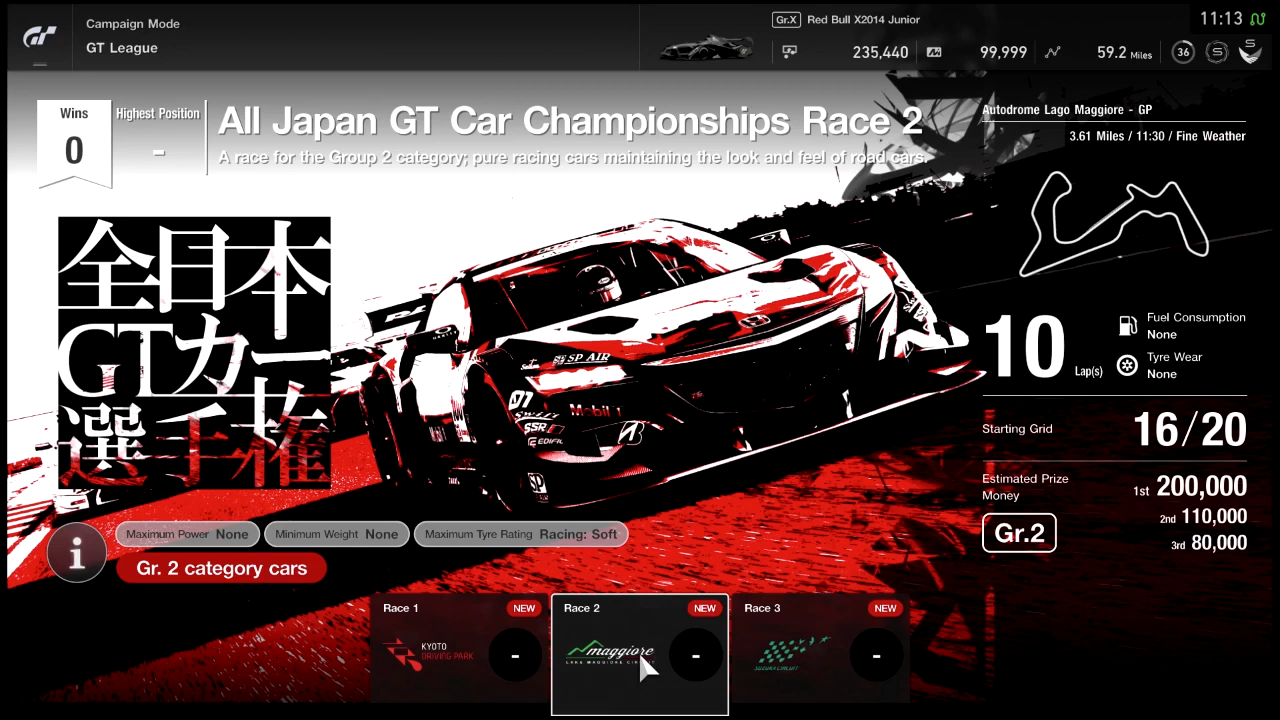 Campaign Mode
GT League
Gr.X Red Bull X2014 Junior
11:13
235,440
99,999
59.2 Miles
36
S
S
Wins
0
Highest Position
-
All Japan GT Car Championships Race 2
A race for the Group 2 category; pure racing cars maintaining the look and feel of road cars.
Autodrome Lago Maggiore - GP
3.61 Miles / 11:30 / Fine Weather
全日本
GTカー
選手権
SP AIR
01
Mobil 1
SSR
EDIFICE
SP
10 Lap(s)
Fuel Consumption
None
Tyre Wear
None
Starting Grid 16/20
Estimated Prize
Money
1st 200,000
2nd 110,000
3rd 80,000
Gr.2
i
Maximum Power None
Minimum Weight None
Maximum Tyre Rating Racing: Soft
Gr. 2 category cars
Race 1 NEW
KYOTO
DRIVING PARK
-
Race 2 NEW
maggiore
-
Race 3 NEW
SUZUKA CIRCUIT
-